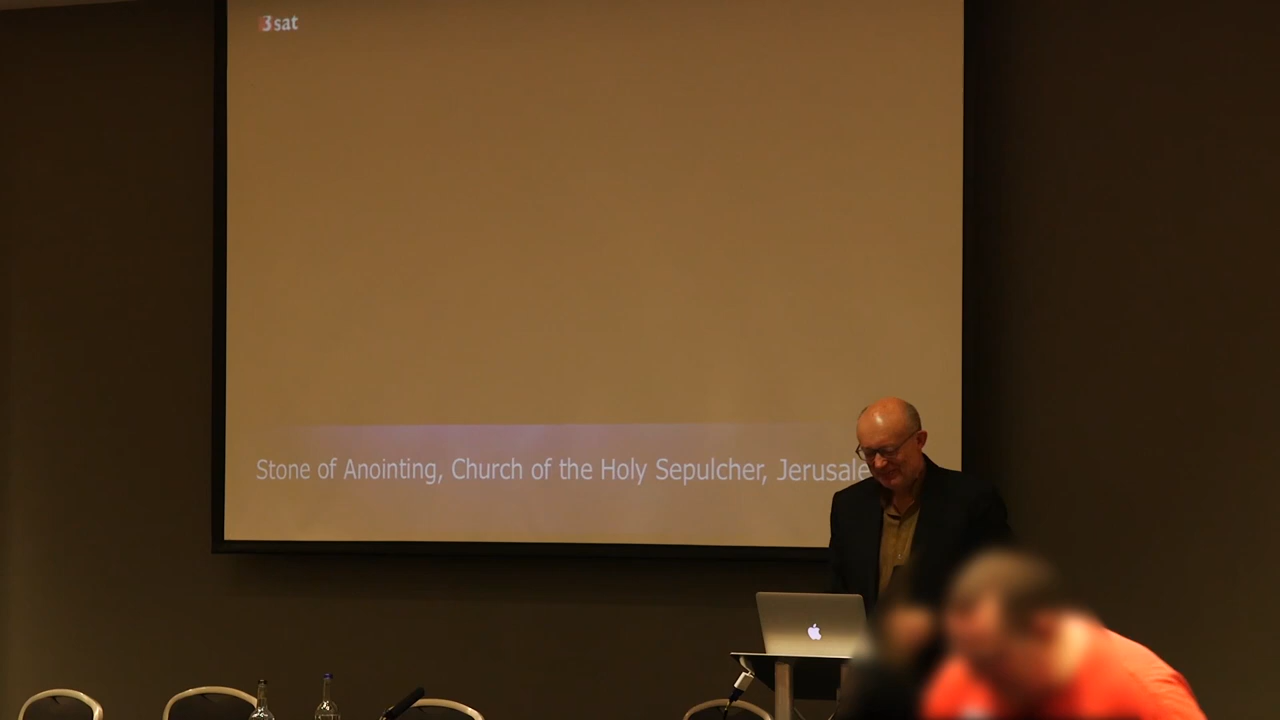 3sat
Stone of Anointing, Church of the Holy Sepulcher, Jerusale